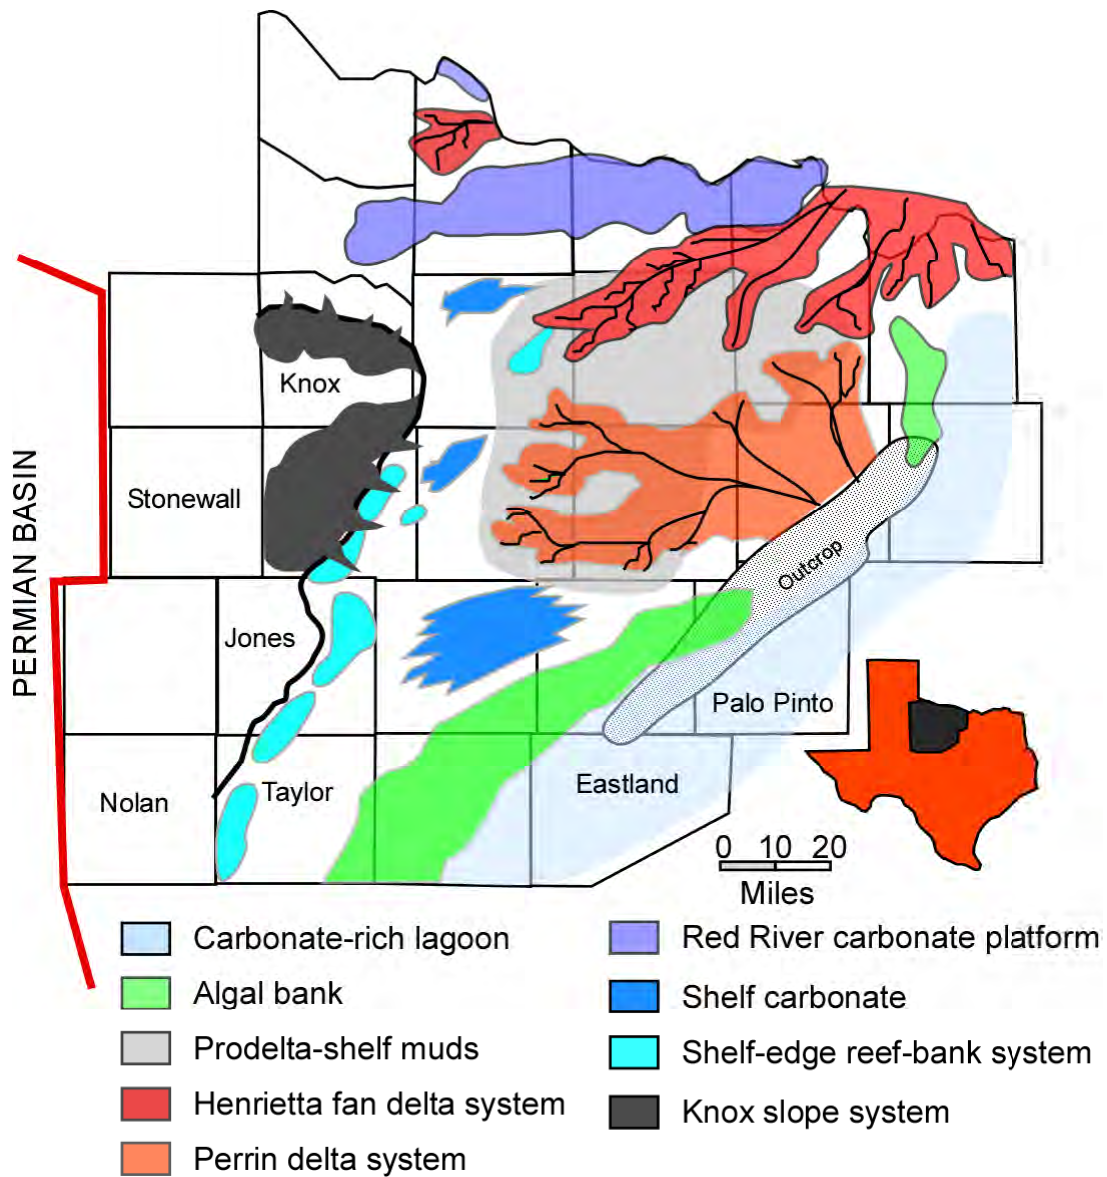 PERMIAN BASIN
Knox
Stonewall
Outcrop
Jones
Palo Pinto
Nolan
Taylor
Eastland
0 10 20
Miles
Carbonate-rich lagoon
Algal bank
Prodelta-shelf muds
Henrietta fan delta system
Perrin delta system
Red River carbonate platform
Shelf carbonate
Shelf-edge reef-bank system
Knox slope system